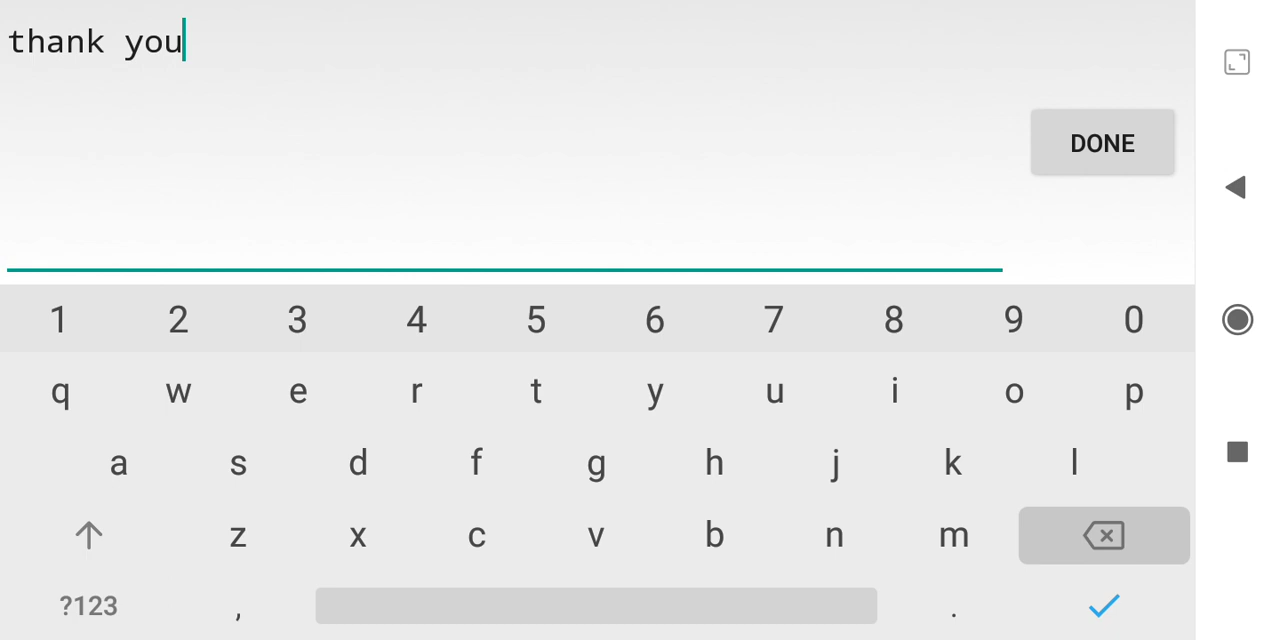 thank you
DONE
1 2 3 4 5 6 7 8 9 0
q w e r t y u i o p
a s d f g h j k l
z x c v b n m
?123 , .